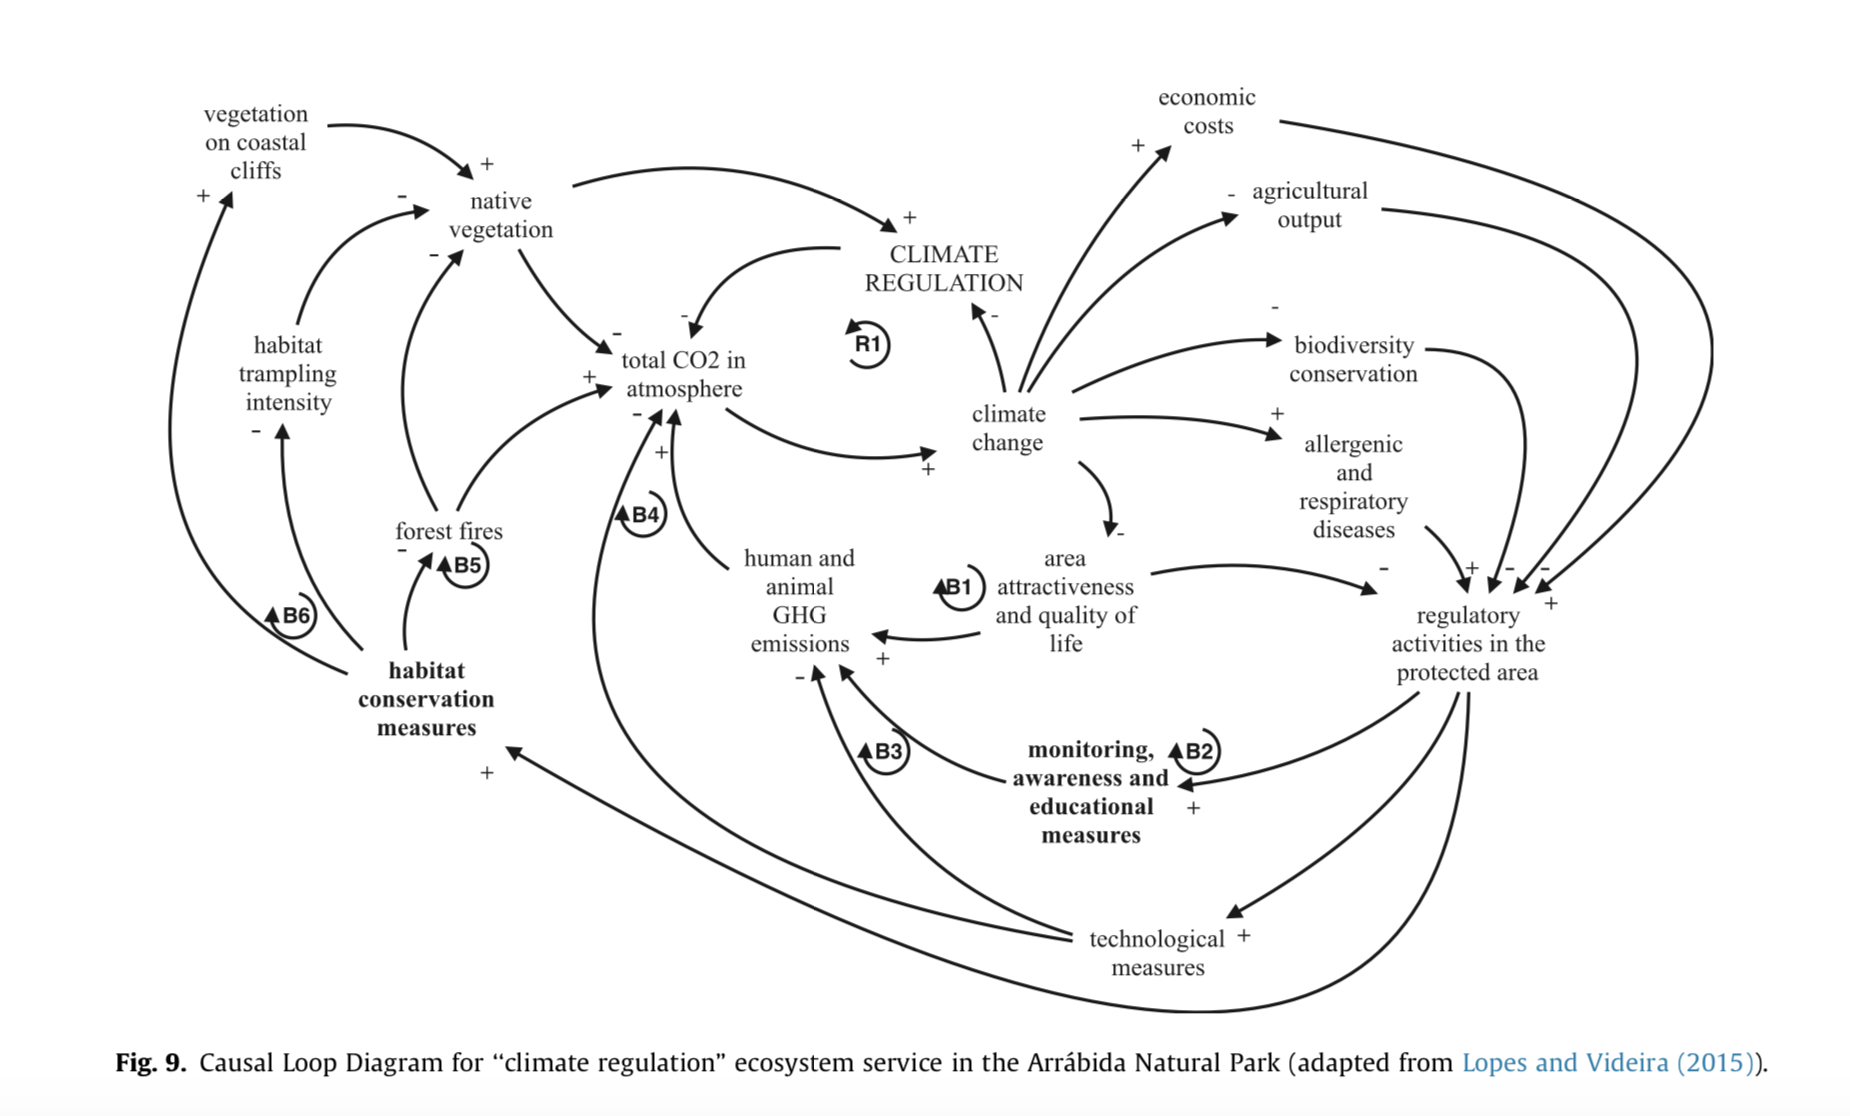 economic
costs
+
vegetation
on coastal
cliffs
+
+
-
native
vegetation
-
- agricultural
output
+
CLIMATE
REGULATION
-
-
-
biodiversity
conservation
-
habitat
trampling
intensity
-
R1
total CO2 in
atmosphere
+
-
+
climate
change
+
+
allergenic
and
respiratory
diseases
B4
forest fires
-
B5
-
human and
animal
GHG
emissions
B1
area
attractiveness
and quality of
life
+
-
+
-
-
+
regulatory
activities in the
protected area
B6
habitat
conservation
measures
+
-
B3
monitoring,
awareness and
educational
measures
B2
+
technological
measures
+
Fig. 9. Causal Loop Diagram for “climate regulation” ecosystem service in the Arrábida Natural Park (adapted from Lopes and Videira (2015)).